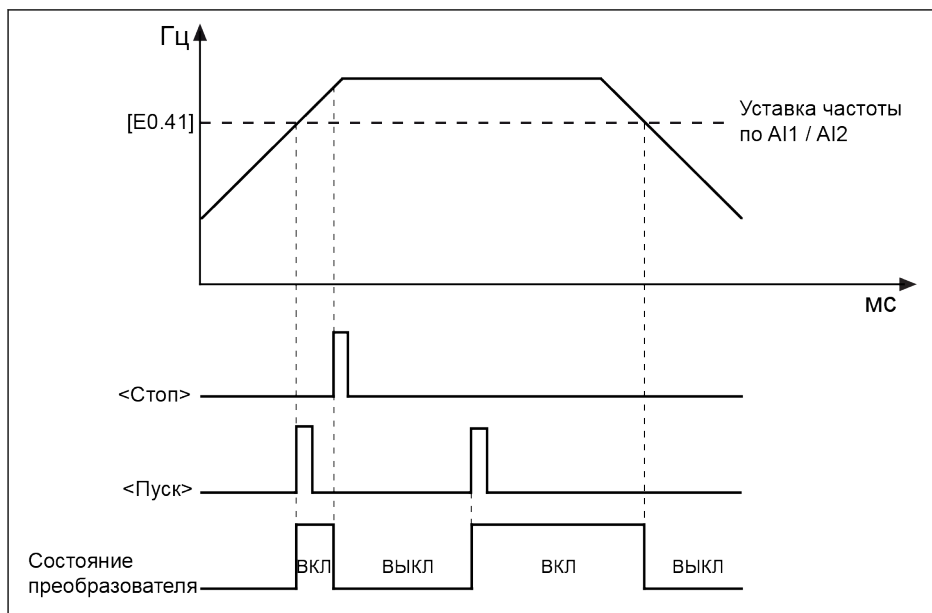 Гц
[E0.41]
Уставка частоты
по AI1 / AI2
мс
<Стоп>
<Пуск>
Состояние
преобразователя
ВКЛ
ВЫКЛ
ВКЛ
ВЫКЛ